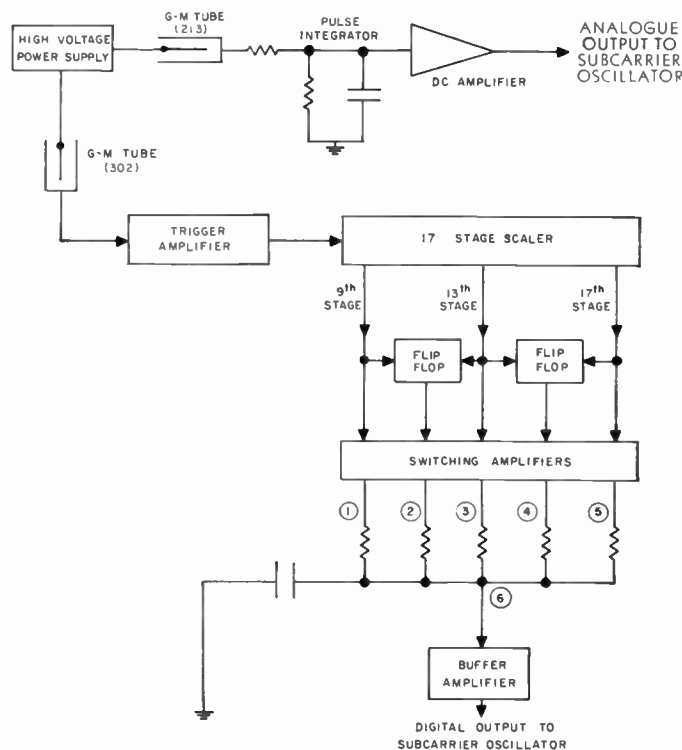 HIGH VOLTAGE
POWER SUPPLY
G-M TUBE
(213)
PULSE
INTEGRATOR
DC AMPLIFIER
ANALOGUE
OUTPUT TO
SUBCARRIER
OSCILLATOR
G-M TUBE
(302)
TRIGGER
AMPLIFIER
17 STAGE SCALER
9th
STAGE
13th
STAGE
17th
STAGE
FLIP
FLOP
FLIP
FLOP
SWITCHING AMPLIFIERS
1
2
3
4
5
6
BUFFER
AMPLIFIER
DIGITAL OUTPUT TO
SUBCARRIER OSCILLATOR